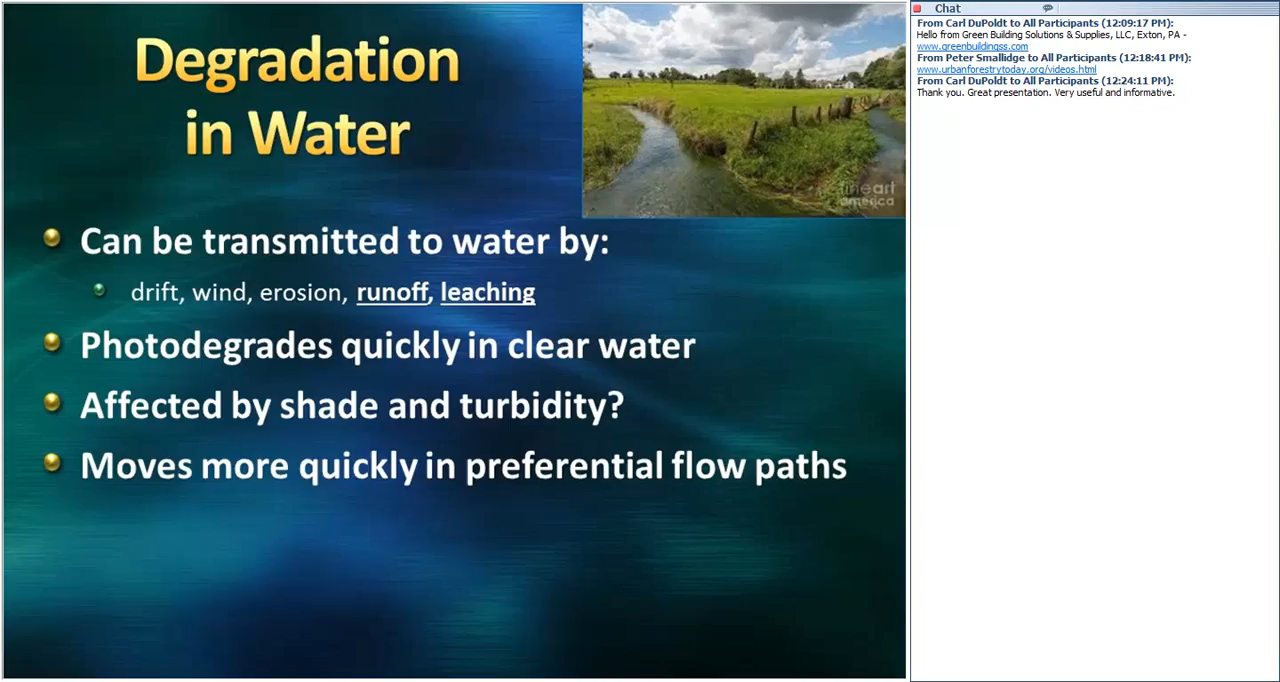 Degradation
in Water
fineart
america
Can be transmitted to water by:
drift, wind, erosion, runoff, leaching
Photodegrades quickly in clear water
Affected by shade and turbidity?
Moves more quickly in preferential flow paths
Chat
From Carl DuPoldt to All Participants (12:09:17 PM):
Hello from Green Building Solutions & Supplies, LLC, Exton, PA -
www.greenbuildingss.com
From Peter Smallidge to All Participants (12:18:41 PM):
www.urbanforestrytoday.org/videos.html
From Carl DuPoldt to All Participants (12:24:11 PM):
Thank you. Great presentation. Very useful and informative.